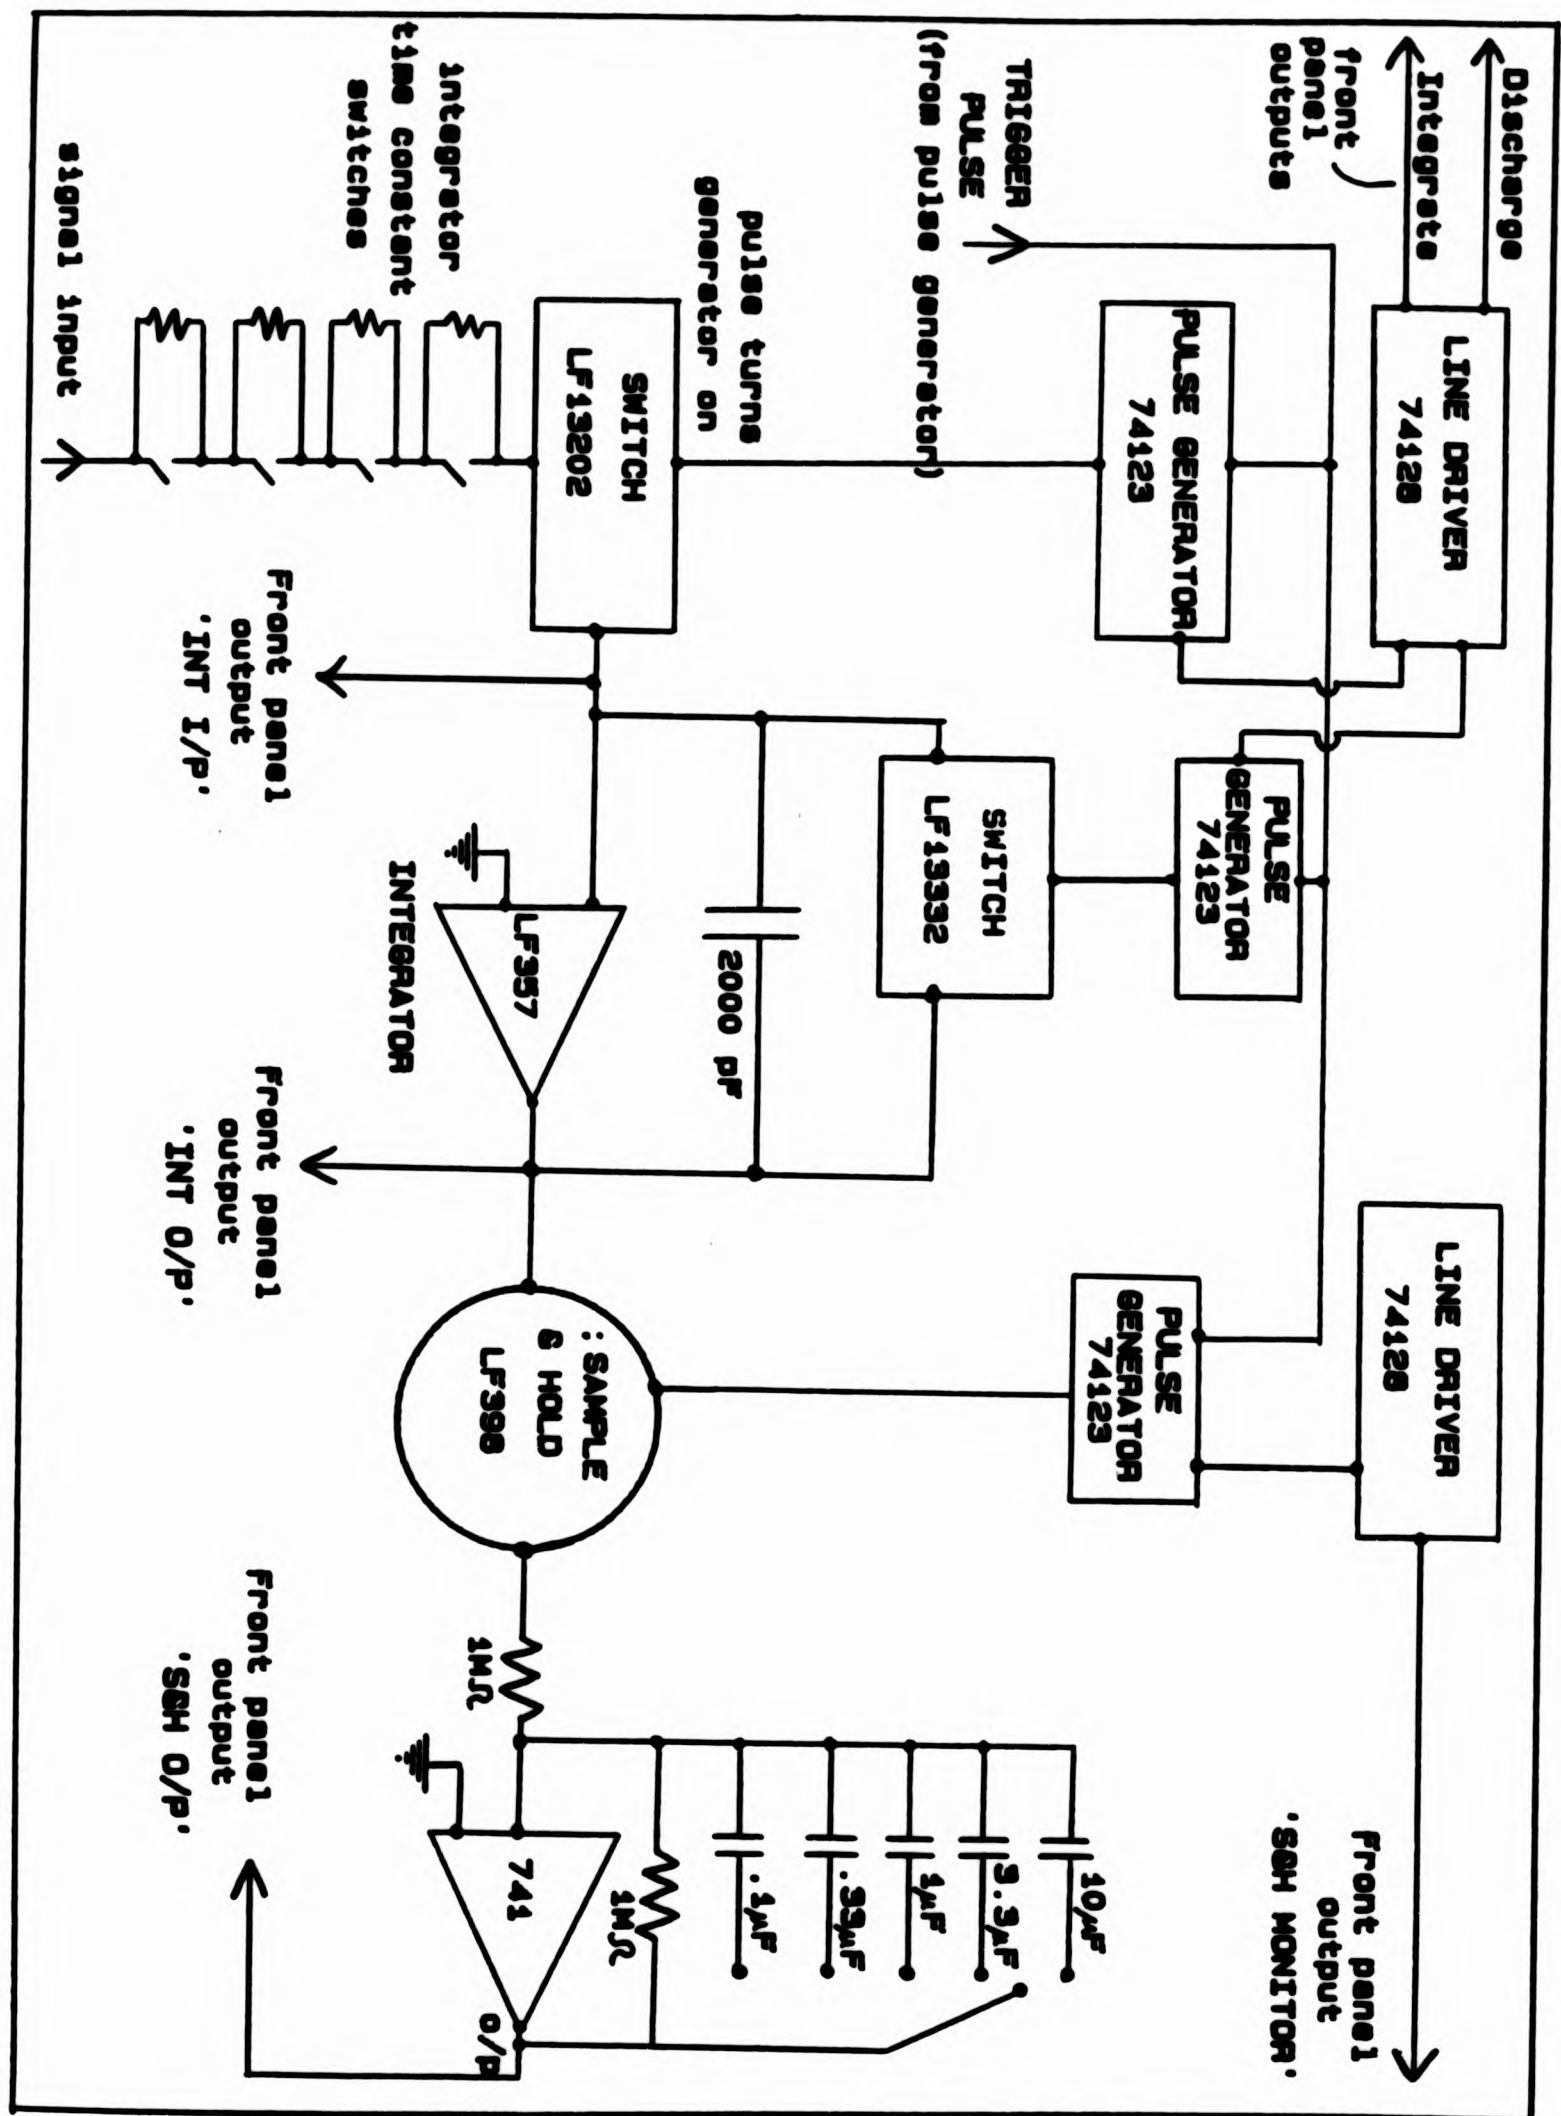 Discharge
Integrate
front
panel
outputs
LINE DRIVER
74128
LINE DRIVER
74128
Front panel
output
'S&H MONITOR'
TRIGGER
PULSE
(from pulse generator)
PULSE GENERATOR
74123
PULSE
GENERATOR
74123
PULSE
GENERATOR
74123
pulse turns
generator on
SWITCH
LF13332
10µF
3.3µF
1µF
.33µF
.1µF
2000 pF
SWITCH
LF13202
integrator
time constant
switches
signal input
LF357
INTEGRATOR
:SAMPLE
& HOLD
LF398
1MΩ
1MΩ
741
O/P
Front panel
output
'INT I/P'
Front panel
output
'INT O/P'
Front panel
output
'S&H O/P'